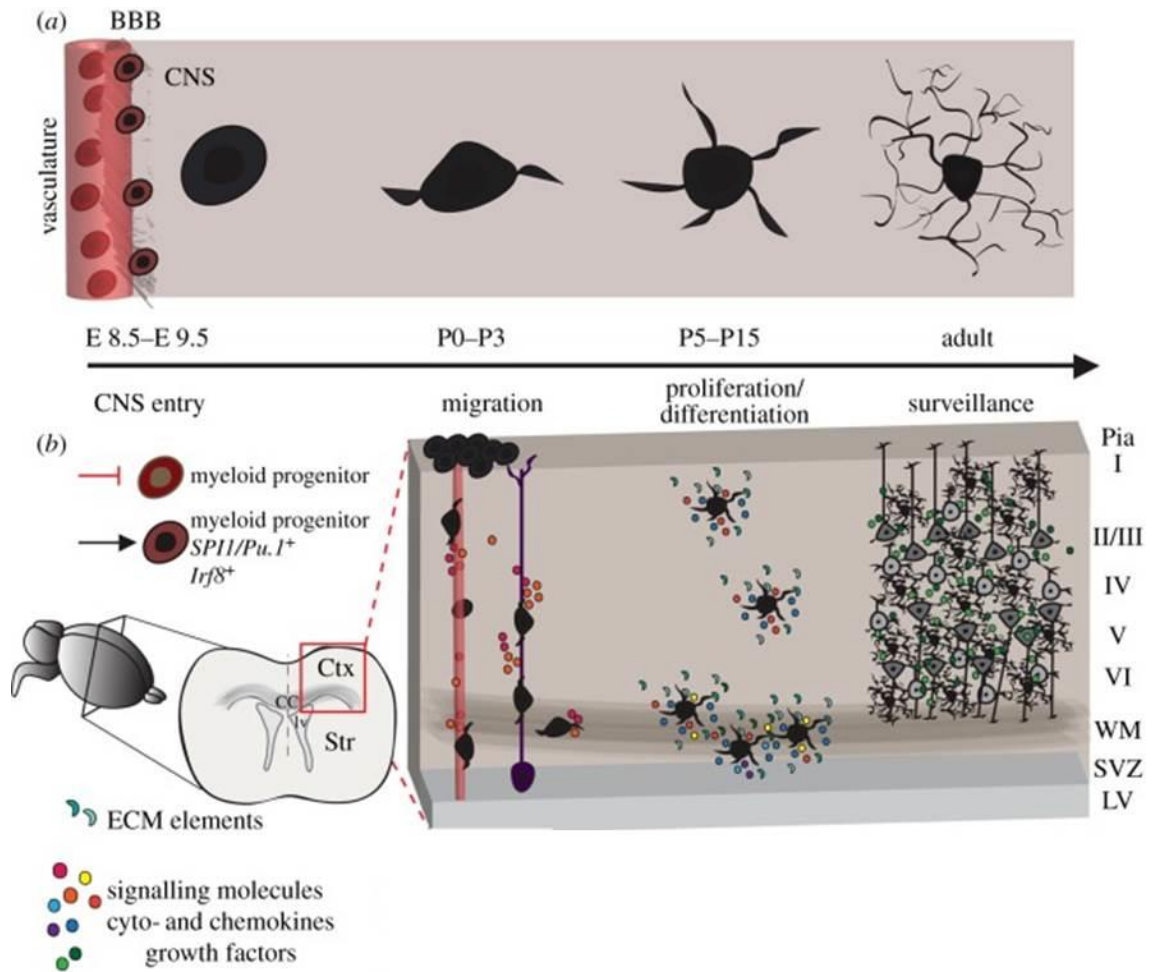 (a)
BBB
CNS
vasculature
E 8.5–E 9.5
P0–P3
P5–P15
adult
CNS entry
migration
proliferation/
differentiation
surveillance
(b)
myeloid progenitor
myeloid progenitor
SPI1/Pu.1+
Irf8+
Ctx
CC
lv
Str
Pia
I
II/III
IV
V
VI
WM
SVZ
LV
ECM elements
signalling molecules
cyto- and chemokines
growth factors